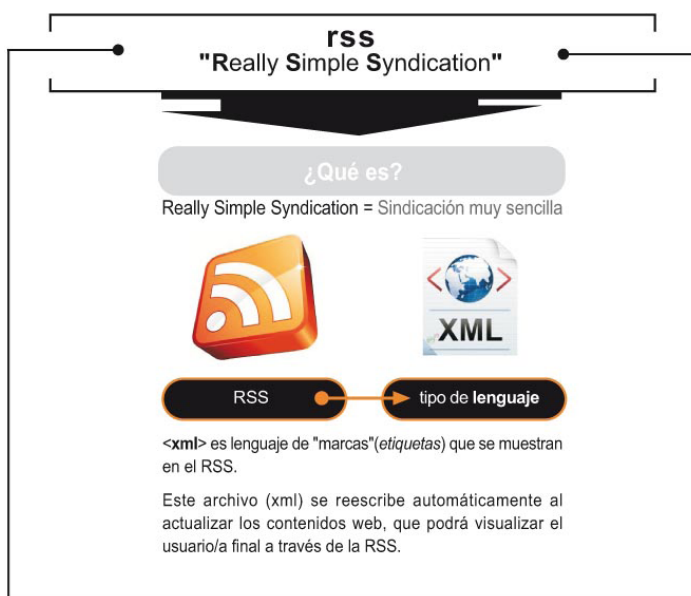 rss
"Really Simple Syndication"
¿Qué es?
Really Simple Syndication = Sindicación muy sencilla
< >
XML
RSS
tipo de lenguaje
<xml> es lenguaje de "marcas"(etiquetas) que se muestran
en el RSS.
Este archivo (xml) se reescribe automáticamente al
actualizar los contenidos web, que podrá visualizar el
usuario/a final a través de la RSS.